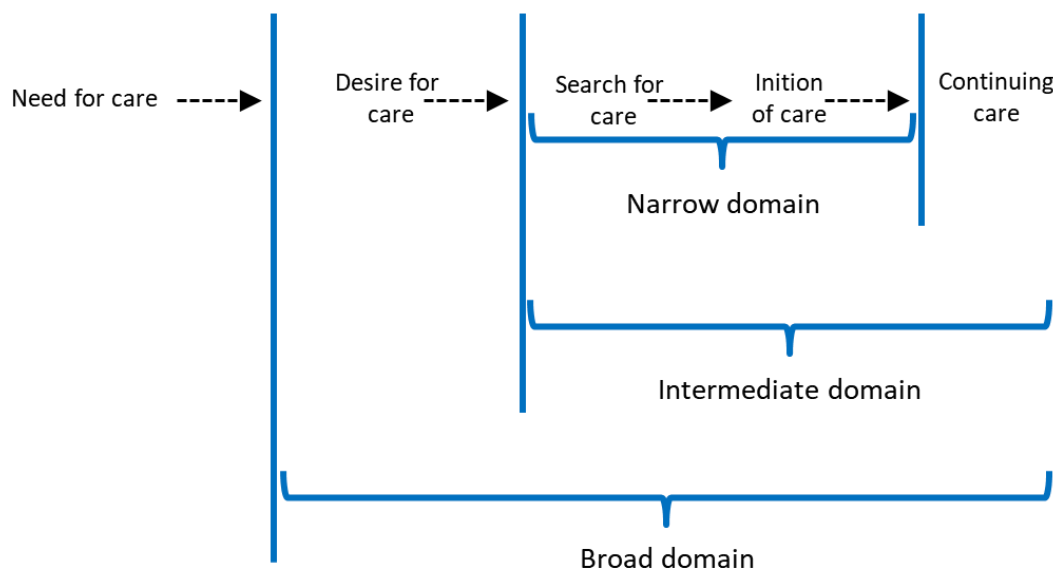 Need for care
Desire for
care
Search for
care
Inition
of care
Continuing
care
Narrow domain
Intermediate domain
Broad domain